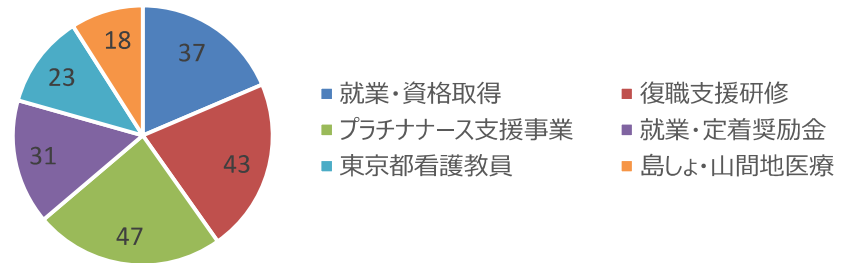 18
37
23
31
43
47
就業・資格取得
復職支援研修
プラチナナース支援事業
就業・定着奨励金
東京都看護教員
島しょ・山間地医療